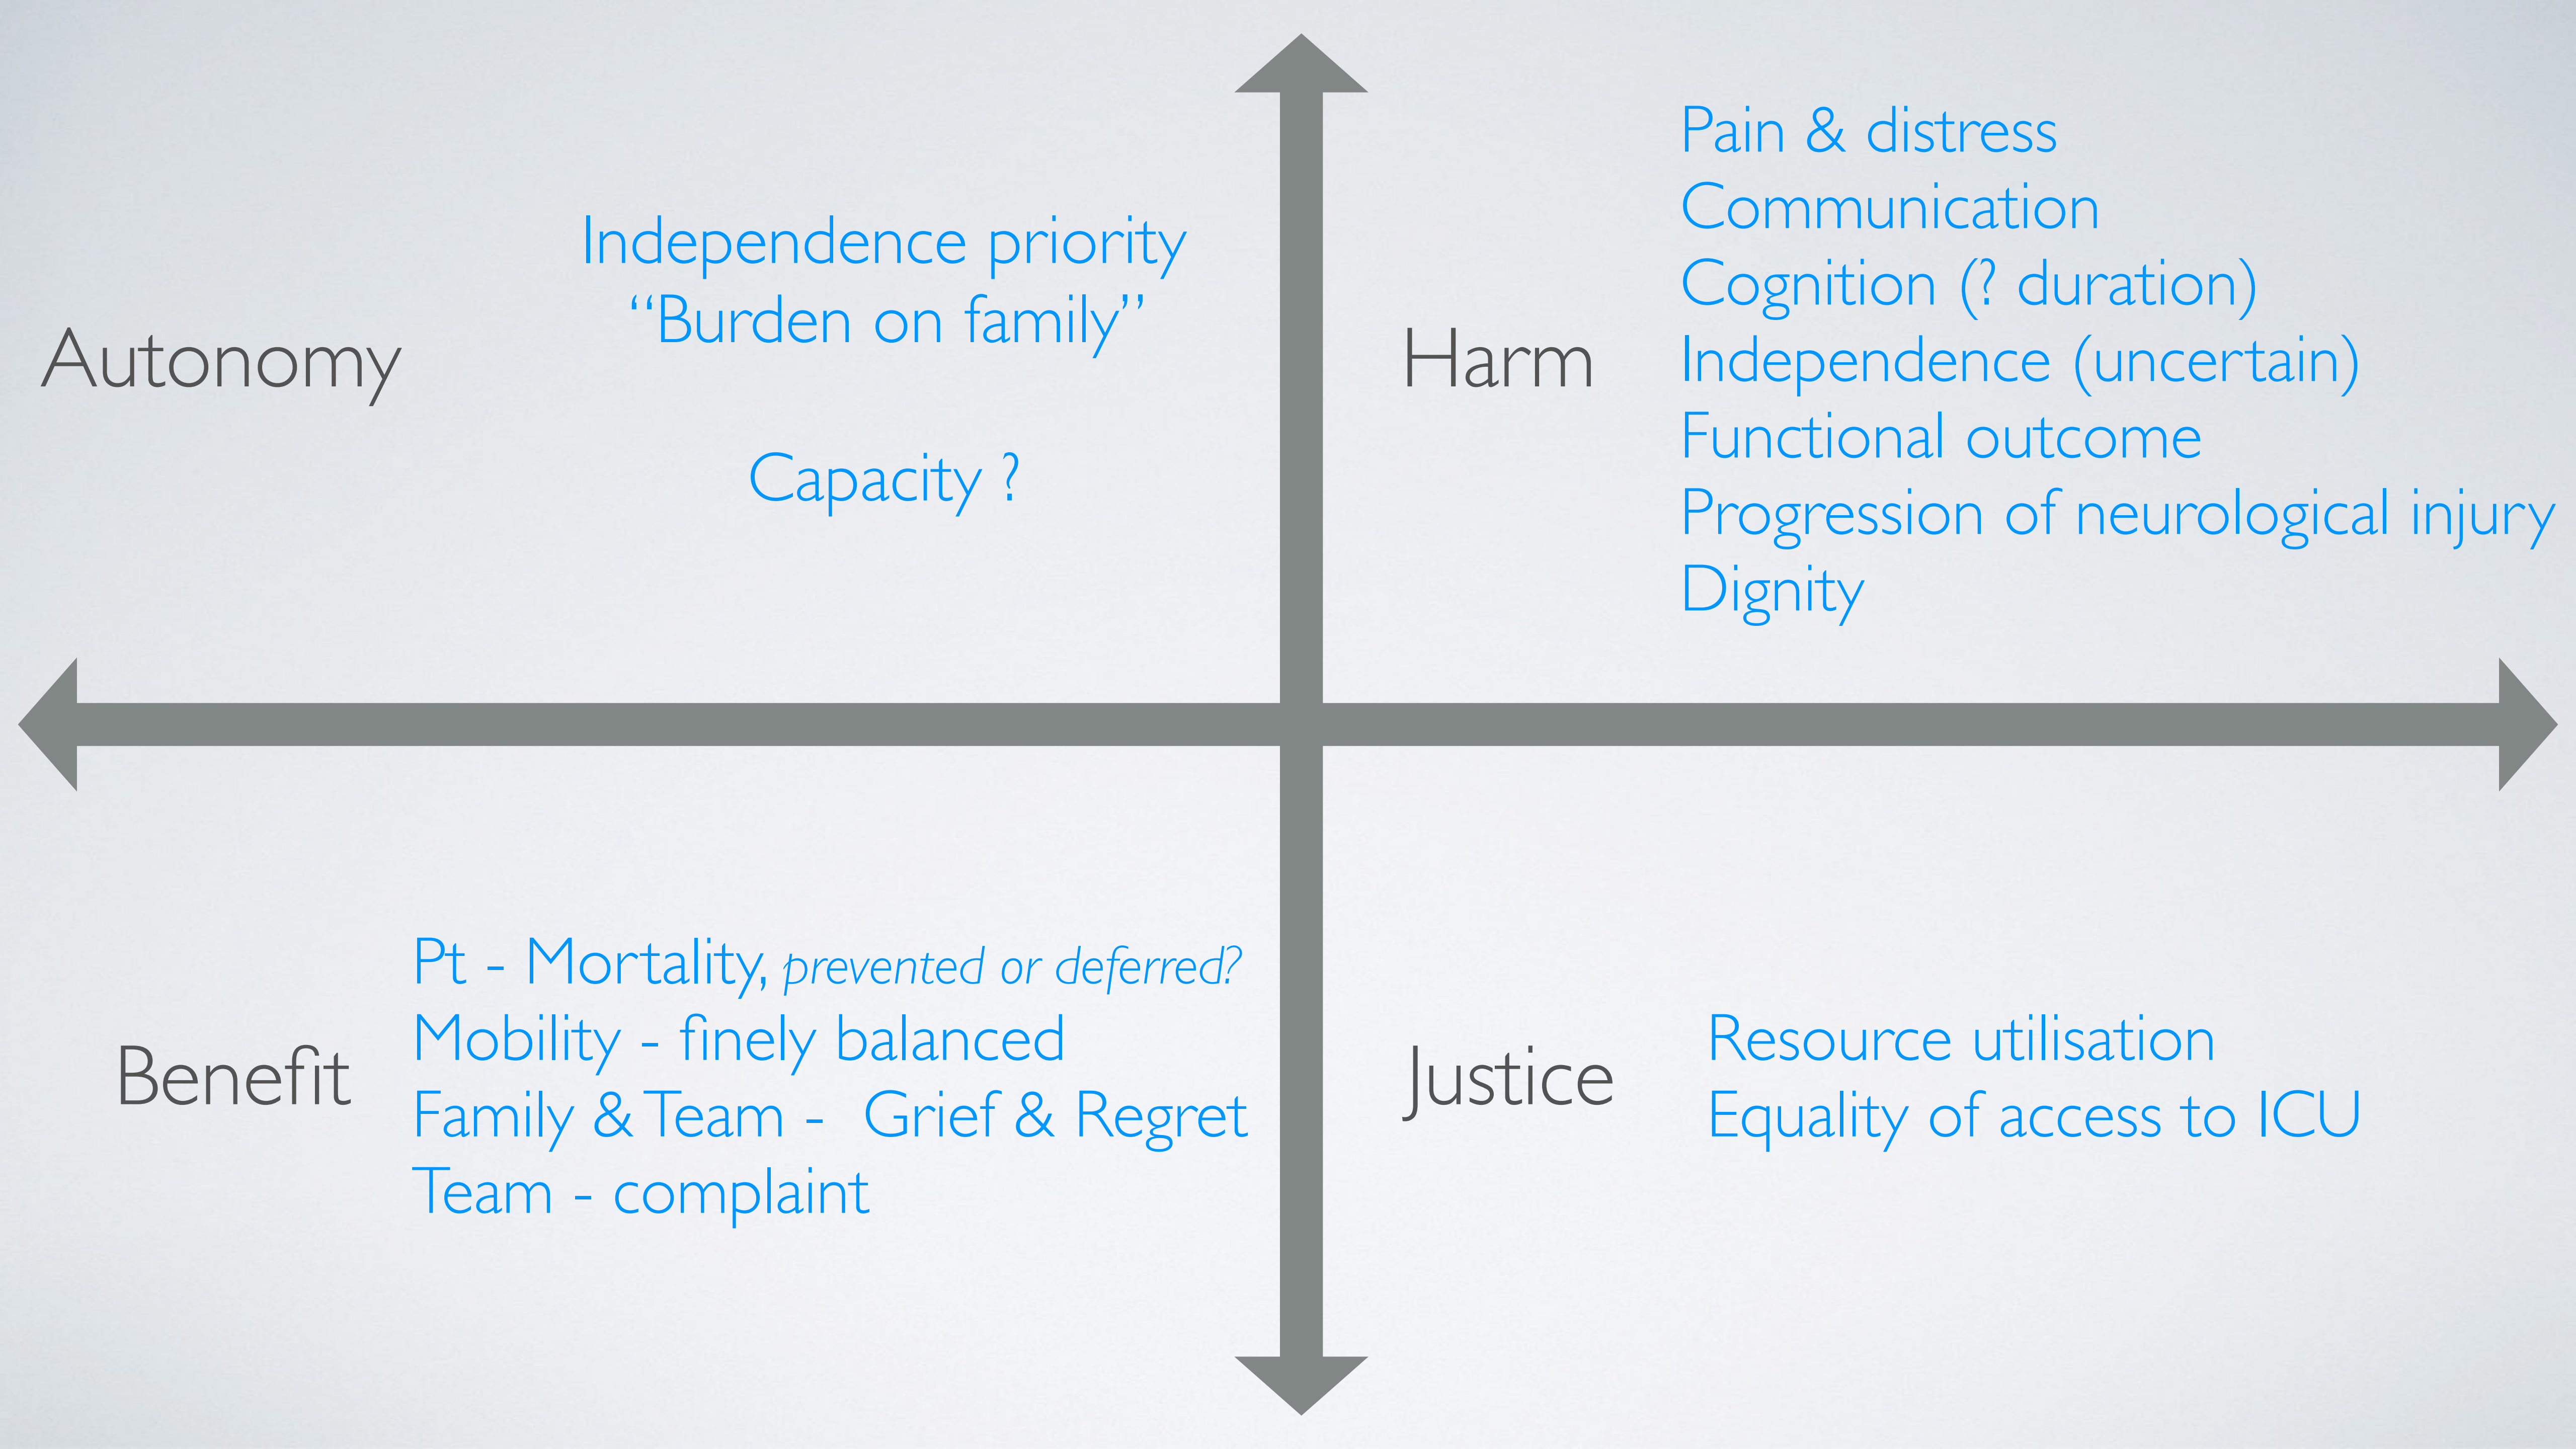 Autonomy
Independence priority
“Burden on family”
Capacity ?
Harm
Pain & distress
Communication
Cognition (? duration)
Independence (uncertain)
Functional outcome
Progression of neurological injury
Dignity
Benefit
Pt - Mortality, prevented or deferred?
Mobility - finely balanced
Family & Team -  Grief & Regret
Team - complaint
Justice
Resource utilisation
Equality of access to ICU